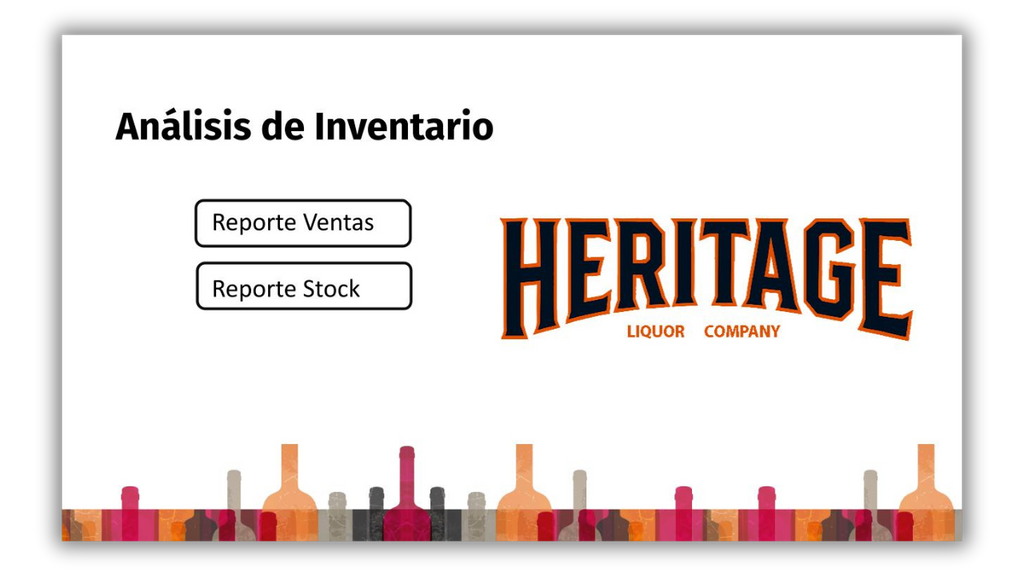 Análisis de Inventario
Reporte Ventas
Reporte Stock
HERITAGE
LIQUOR COMPANY